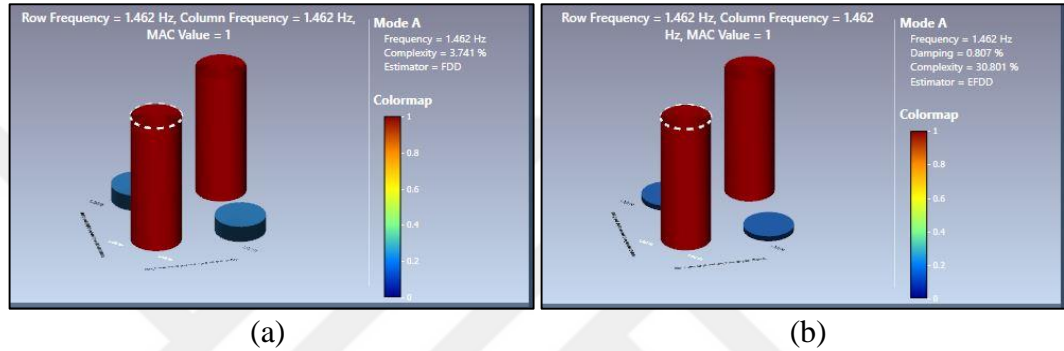 Row Frequency = 1.462 Hz, Column Frequency = 1.462 Hz,
MAC Value = 1
Mode A
Frequency = 1.462 Hz
Complexity = 3.741 %
Estimator = FDD
Colormap
1
0.8
0.6
0.4
0.2
0
(a)
Row Frequency = 1.462 Hz, Column Frequency = 1.462
Hz, MAC Value = 1
Mode A
Frequency = 1.462 Hz
Damping = 0.807 %
Complexity = 30.801 %
Estimator = EFDD
Colormap
1
0.8
0.6
0.4
0.2
0
(b)